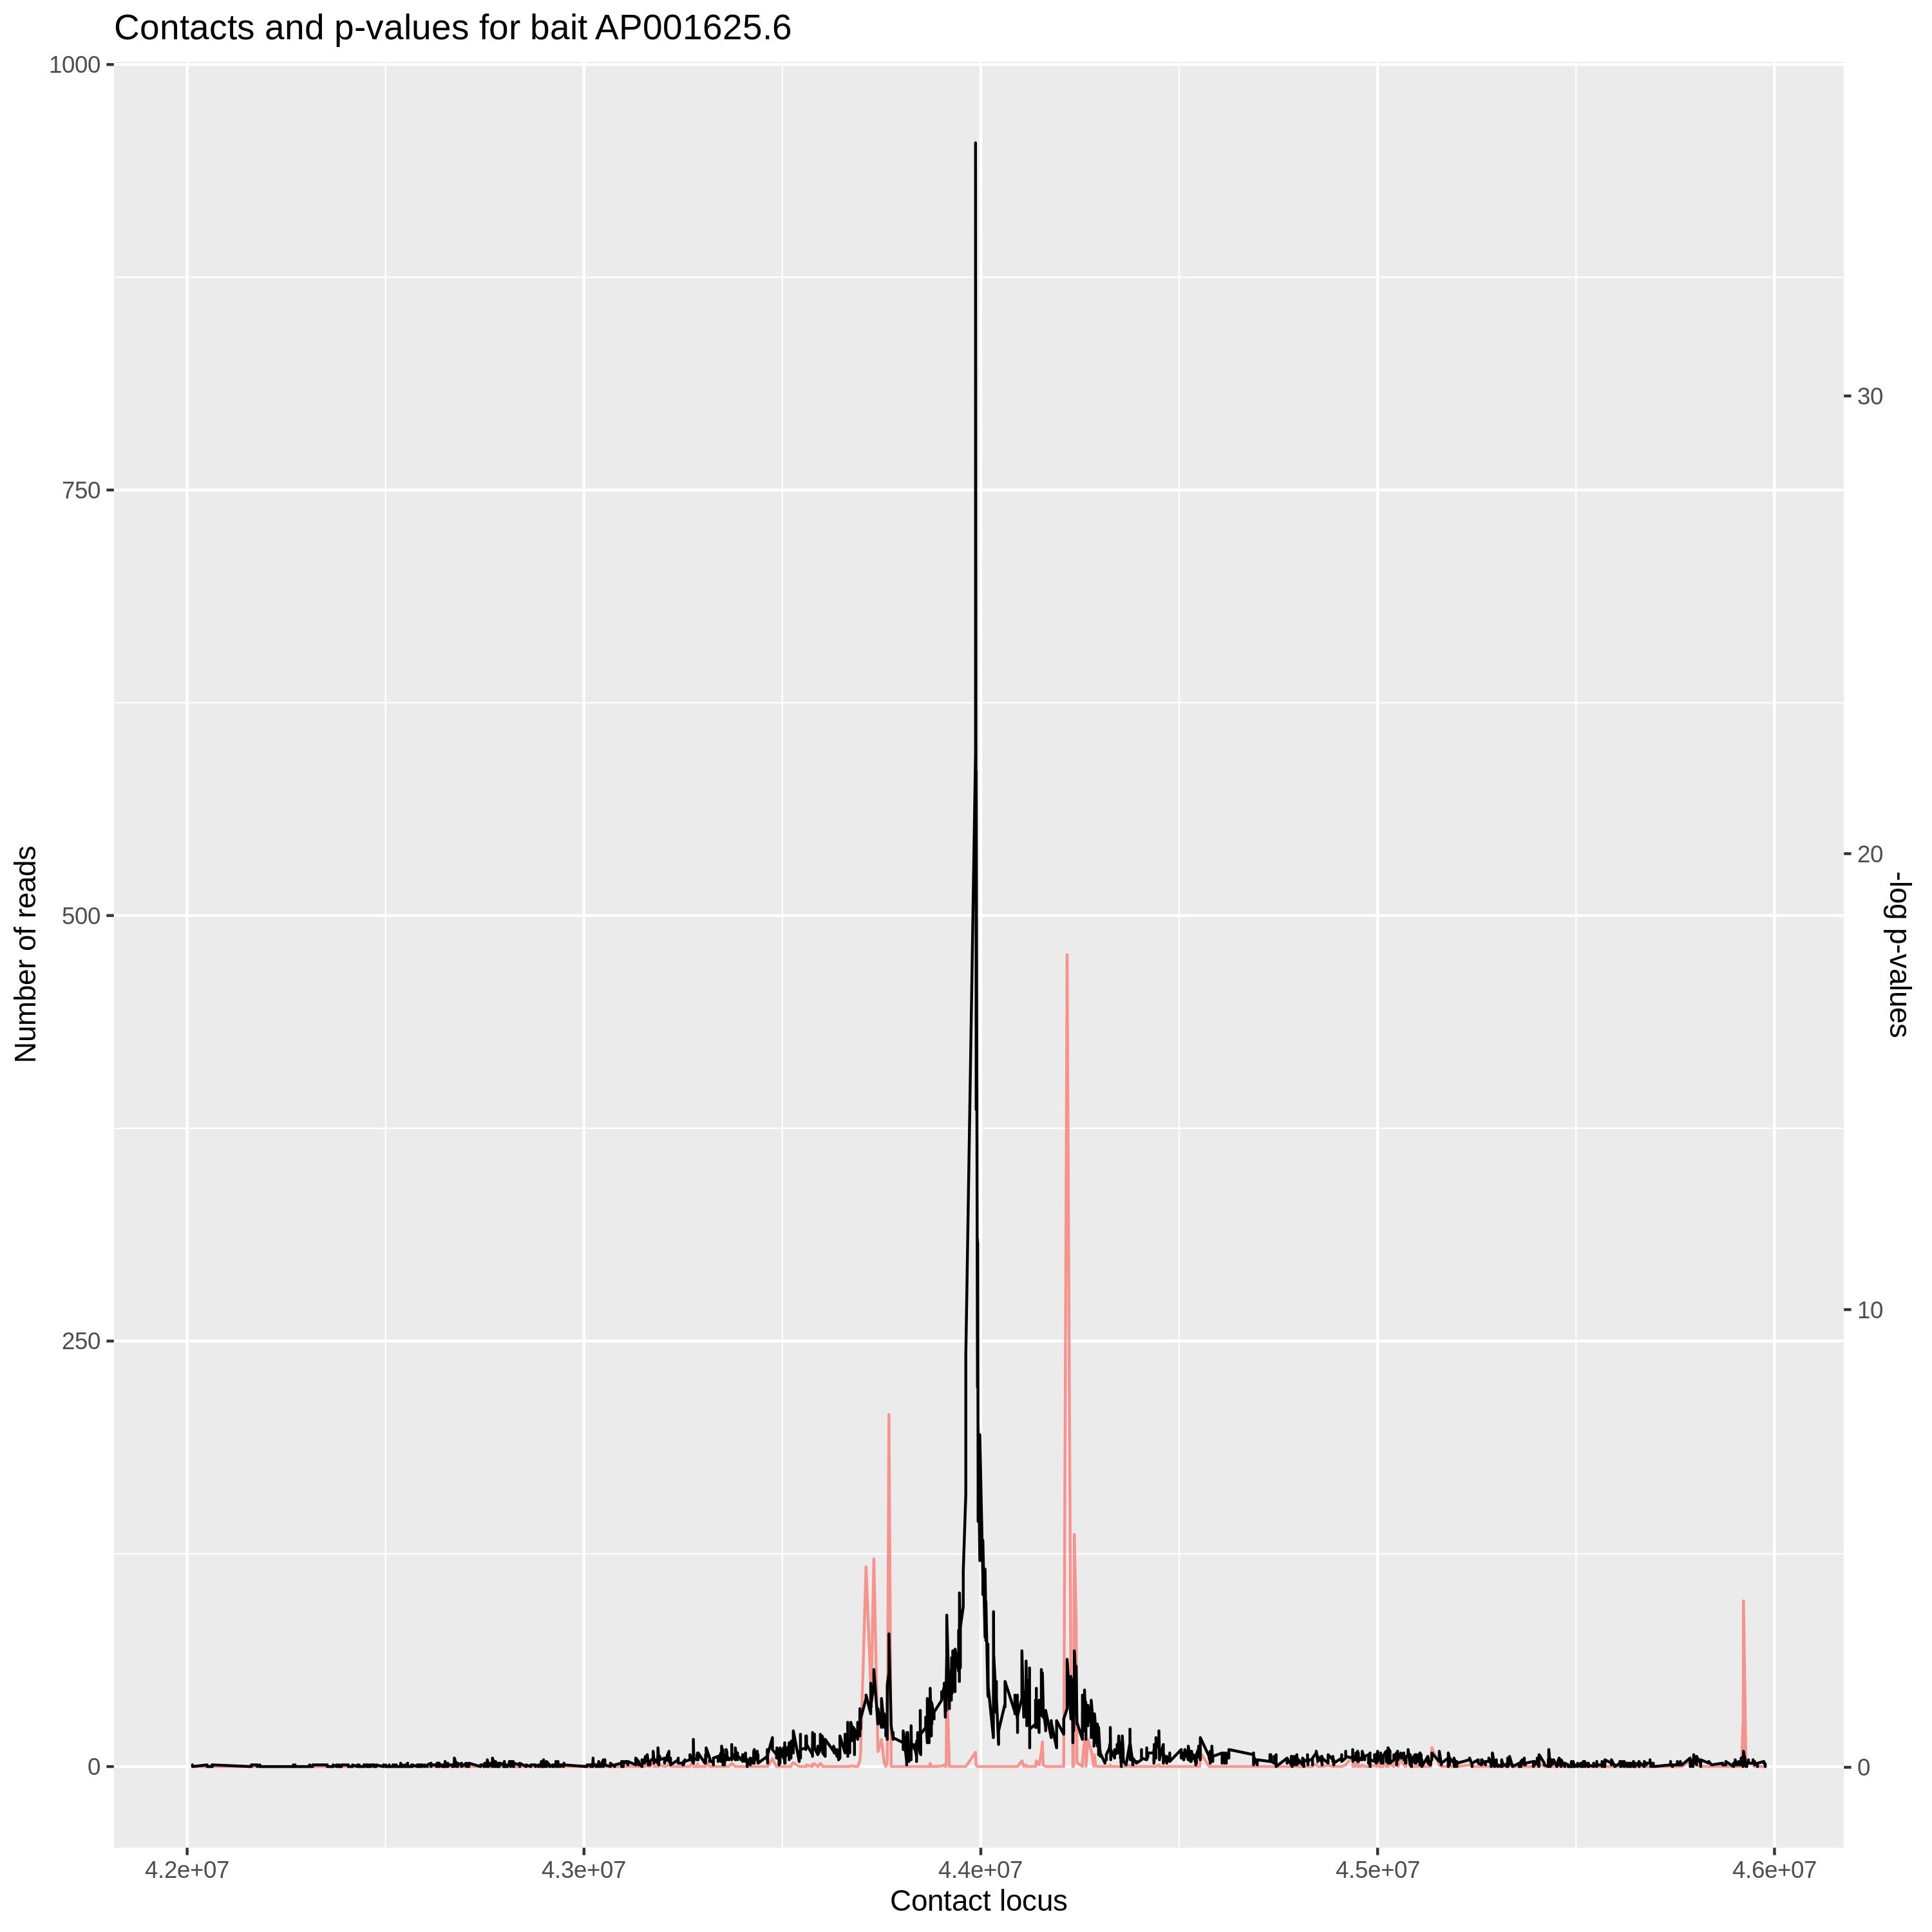 Contacts and p-values for bait AP001625.6
1000
750
500
250
0
Number of reads
30
20
10
0
-log p-values
4.2e+07
4.3e+07
4.4e+07
4.5e+07
4.6e+07
Contact locus